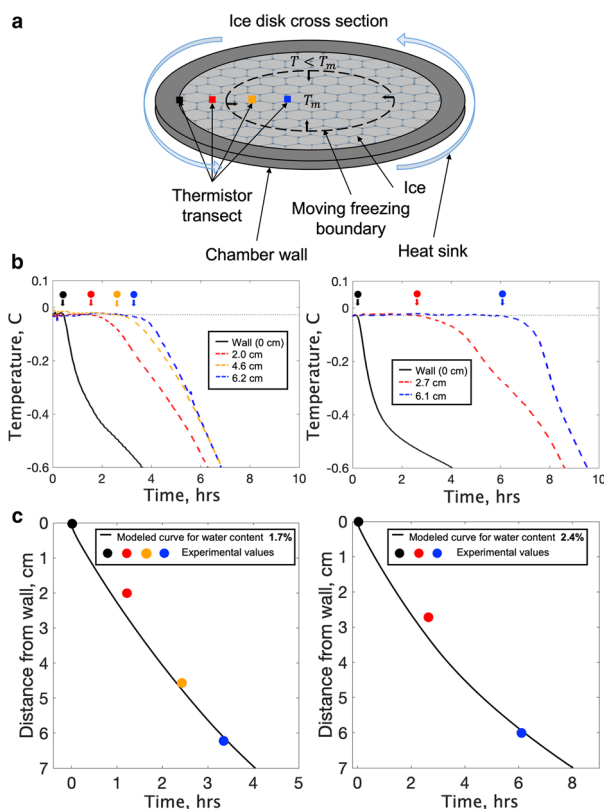 a
Ice disk cross section
T < Tm
Tm
Thermistor
transect
Ice
Moving freezing
boundary
Chamber wall
Heat sink
b
Temperature, C
0.1
0
-0.2
-0.4
-0.6
Wall (0 cm)
2.0 cm
4.6 cm
6.2 cm
0 2 4 6 8 10
Time, hrs
Temperature, C
0.1
0
-0.2
-0.4
-0.6
Wall (0 cm)
2.7 cm
6.1 cm
0 2 4 6 8 10
Time, hrs
c
Distance from wall, cm
0
1
2
3
4
5
6
7
Modeled curve for water content 1.7%
Experimental values
0 1 2 3 4 5
Time, hrs
Distance from wall, cm
0
1
2
3
4
5
6
7
Modeled curve for water content 2.4%
Experimental values
0 2 4 6 8
Time, hrs